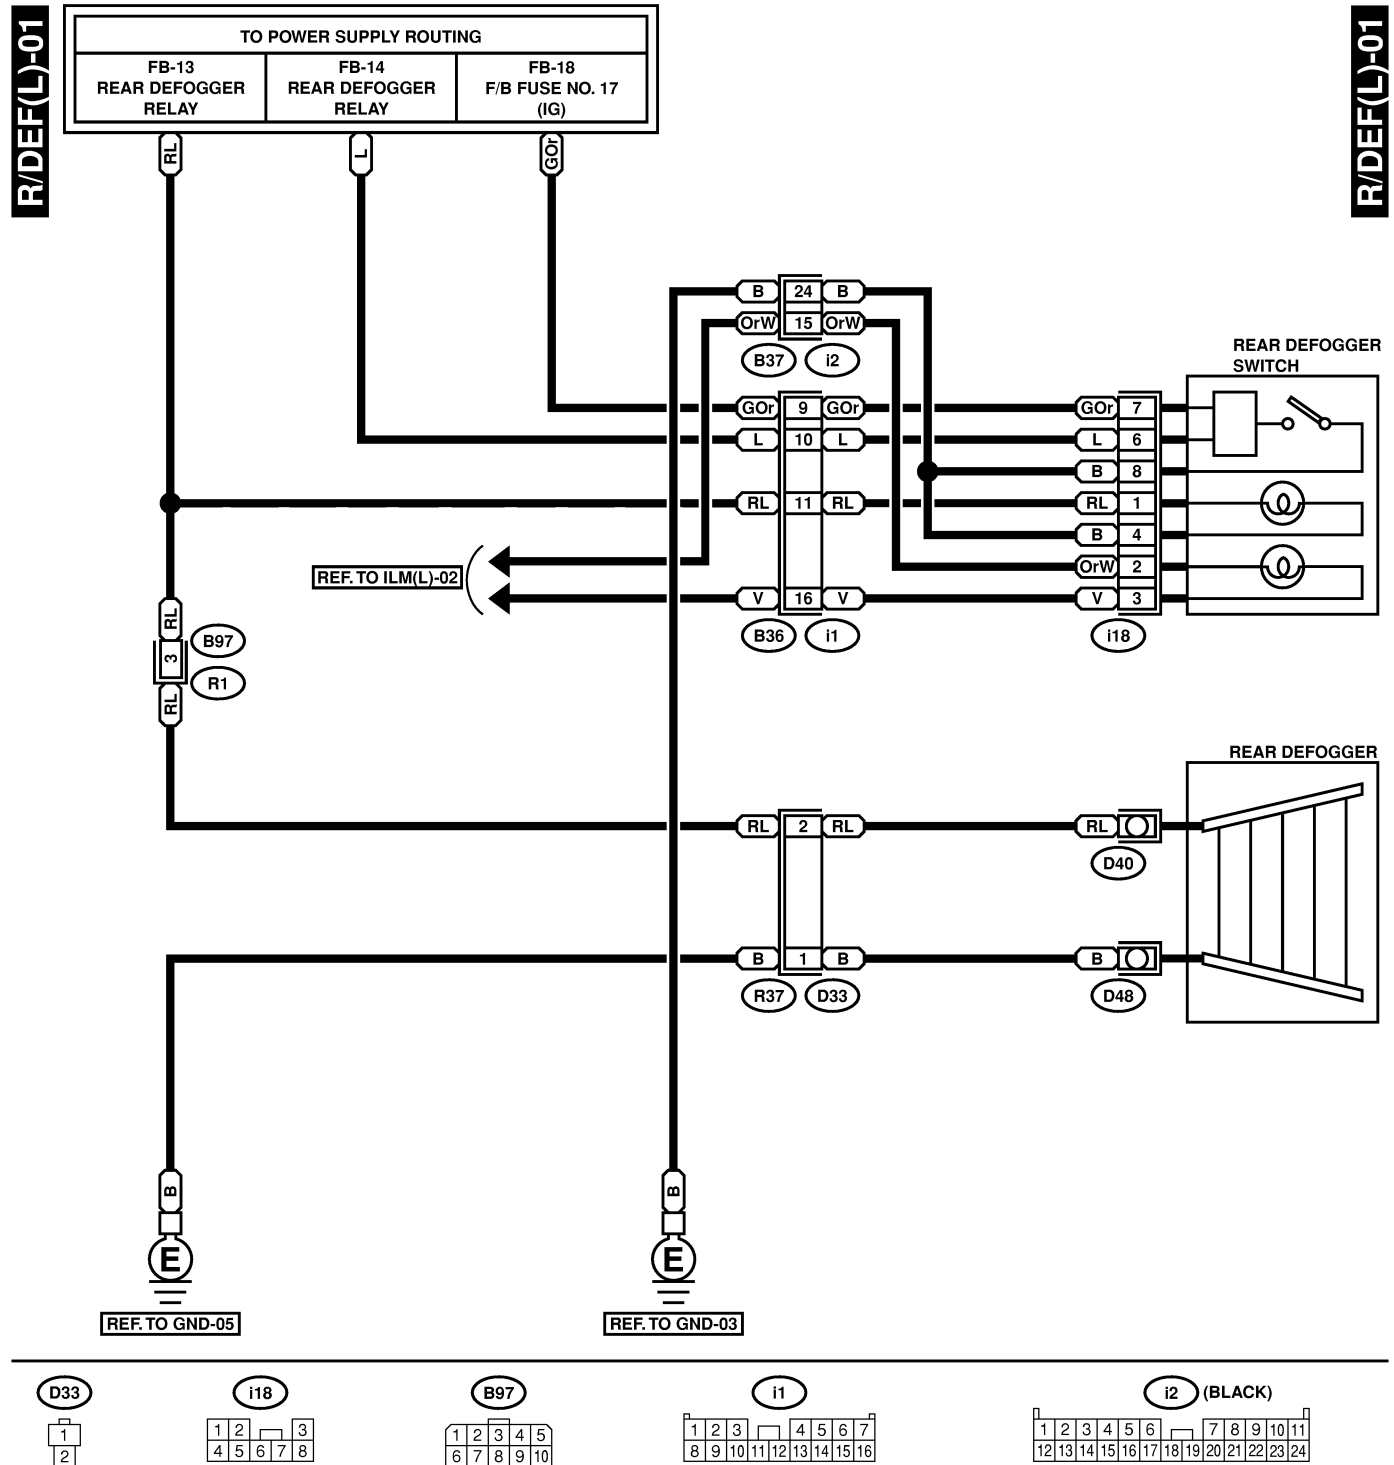 R/DEF(L)-01
R/DEF(L)-01
TO POWER SUPPLY ROUTING
FB-13
REAR DEFOGGER
RELAY
FB-14
REAR DEFOGGER
RELAY
FB-18
F/B FUSE NO. 17
(IG)
RL
L
GOr
B 24 B
OrW 15 OrW
B37 i2
REAR DEFOGGER
SWITCH
GOr 9 GOr
GOr 7
L 10 L
L 6
B 8
RL 11 RL
RL 1
B 4
REF. TO ILM(L)-02
OrW 2
V 16 V
V 3
B36 i1
i18
RL
3
B97
R1
RL
REAR DEFOGGER
RL 2 RL
RL
D40
B 1 B
B
R37 D33
D48
B
B
E
E
REF. TO GND-05
REF. TO GND-03
D33
1
2
i18
1 2 3
4 5 6 7 8
B97
1 2 3 4 5
6 7 8 9 10
i1
1 2 3 4 5 6 7
8 9 10 11 12 13 14 15 16
i2 (BLACK)
1 2 3 4 5 6 7 8 9 10 11
12 13 14 15 16 17 18 19 20 21 22 23 24